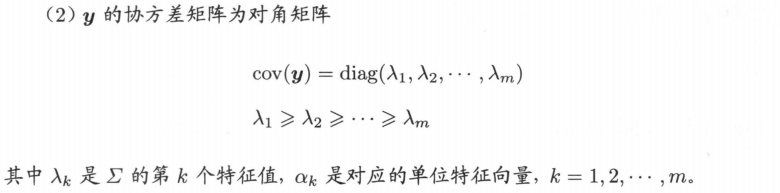 （2）y 的协方差矩阵为对角矩阵
cov(y) = diag(λ₁, λ₂, ⋯ , λₘ)
λ₁ ⩾ λ₂ ⩾ ⋯ ⩾ λₘ
其中 λₖ 是 Σ 的第 k 个特征值，αₖ 是对应的单位特征向量，k = 1, 2, ⋯ , m。